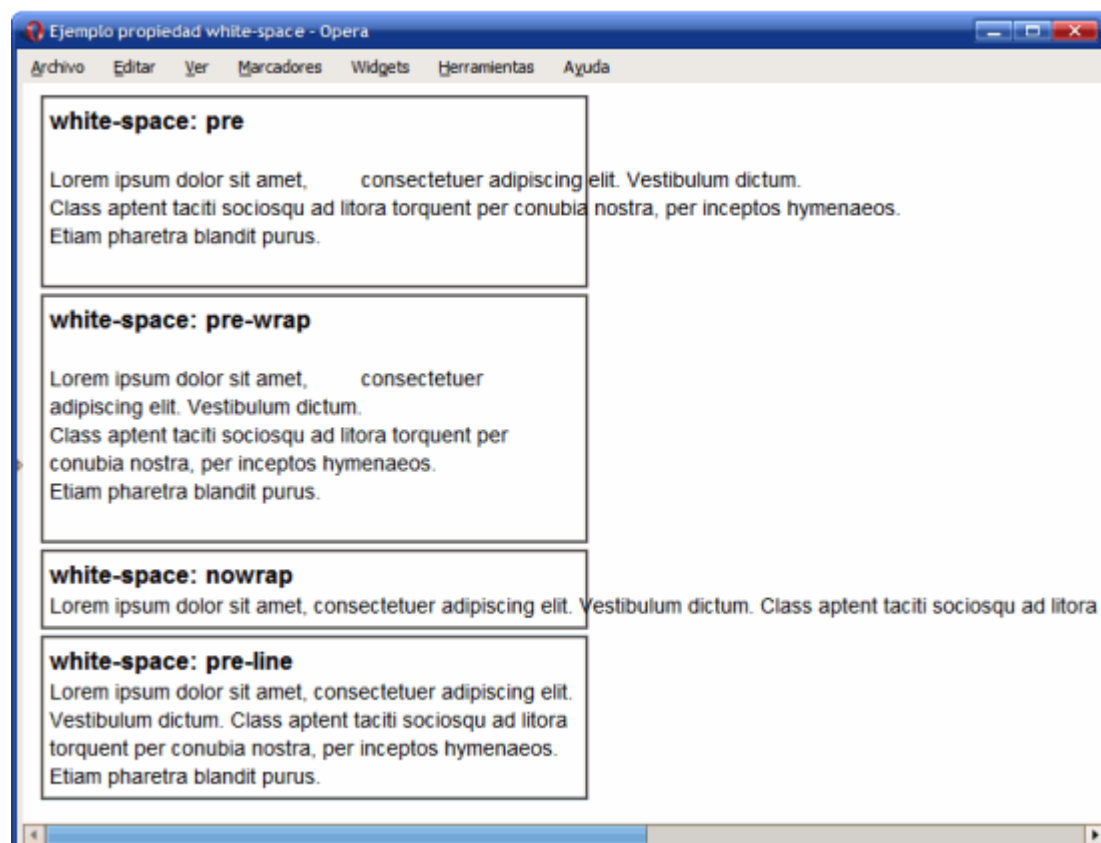 Ejemplo propiedad white-space - Opera
Archivo Editar Ver Marcadores Widgets Herramientas Ayuda
white-space: pre
Lorem ipsum dolor sit amet,         consectetuer adipiscing elit. Vestibulum dictum.
Class aptent taciti sociosqu ad litora torquent per conubia nostra, per inceptos hymenaeos.
Etiam pharetra blandit purus.
white-space: pre-wrap
Lorem ipsum dolor sit amet,         consectetuer
adipiscing elit. Vestibulum dictum.
Class aptent taciti sociosqu ad litora torquent per
conubia nostra, per inceptos hymenaeos.
Etiam pharetra blandit purus.
white-space: nowrap
Lorem ipsum dolor sit amet, consectetuer adipiscing elit. Vestibulum dictum. Class aptent taciti sociosqu ad litora
white-space: pre-line
Lorem ipsum dolor sit amet, consectetuer adipiscing elit.
Vestibulum dictum. Class aptent taciti sociosqu ad litora
torquent per conubia nostra, per inceptos hymenaeos.
Etiam pharetra blandit purus.